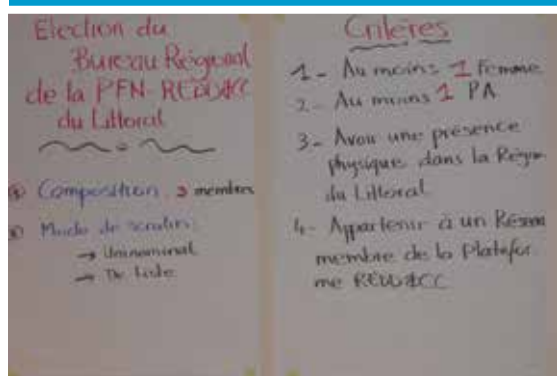 Election du
Bureau Régional
de la PFN-REDD&CC
du Littoral
Composition. 3 membres
Mode de scrutin:
→ Uninominal
→ De liste
Critères
1- Au moins 1 Femme
2- Au moins 1 PA
3- Avoir une présence
physique dans la Région
du Littoral
4- Appartenir à un Réseau
membre de la Platefor
me REDD&CC